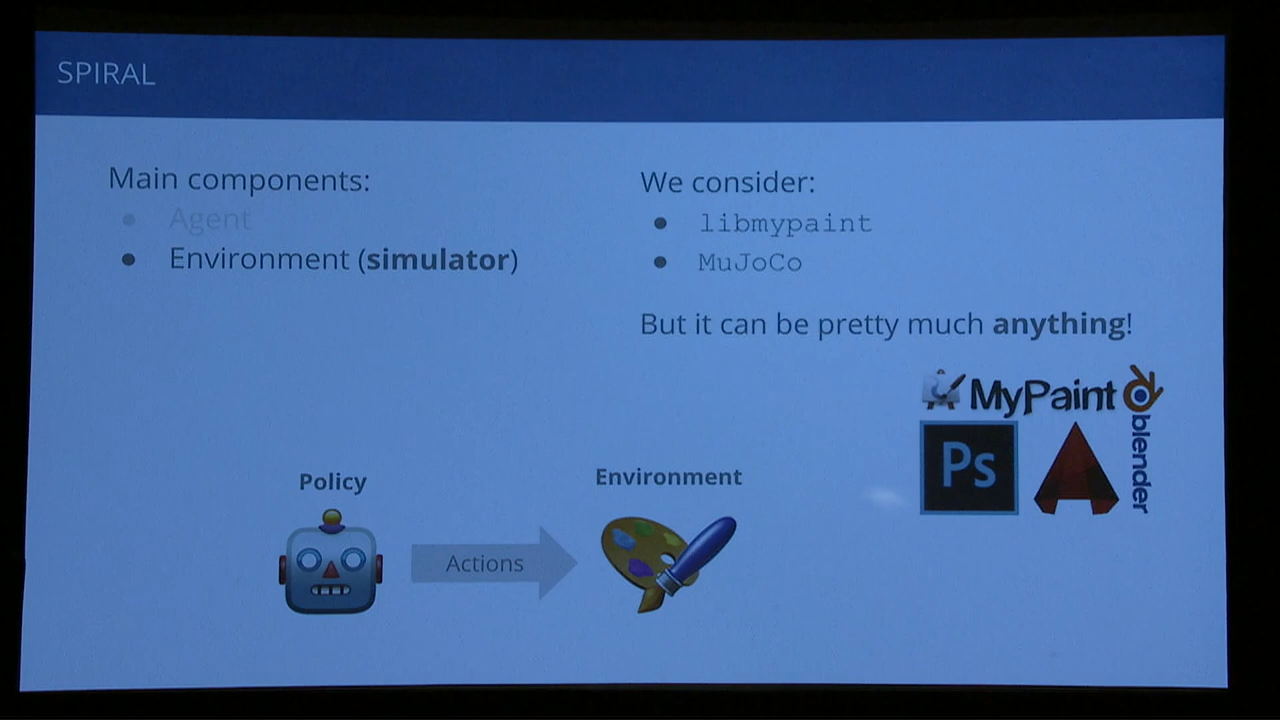 SPIRAL
Main components:
Agent
Environment (simulator)
We consider:
libmypaint
MuJoCo
But it can be pretty much anything!
MyPaint
blender
Ps
Policy
Environment
Actions